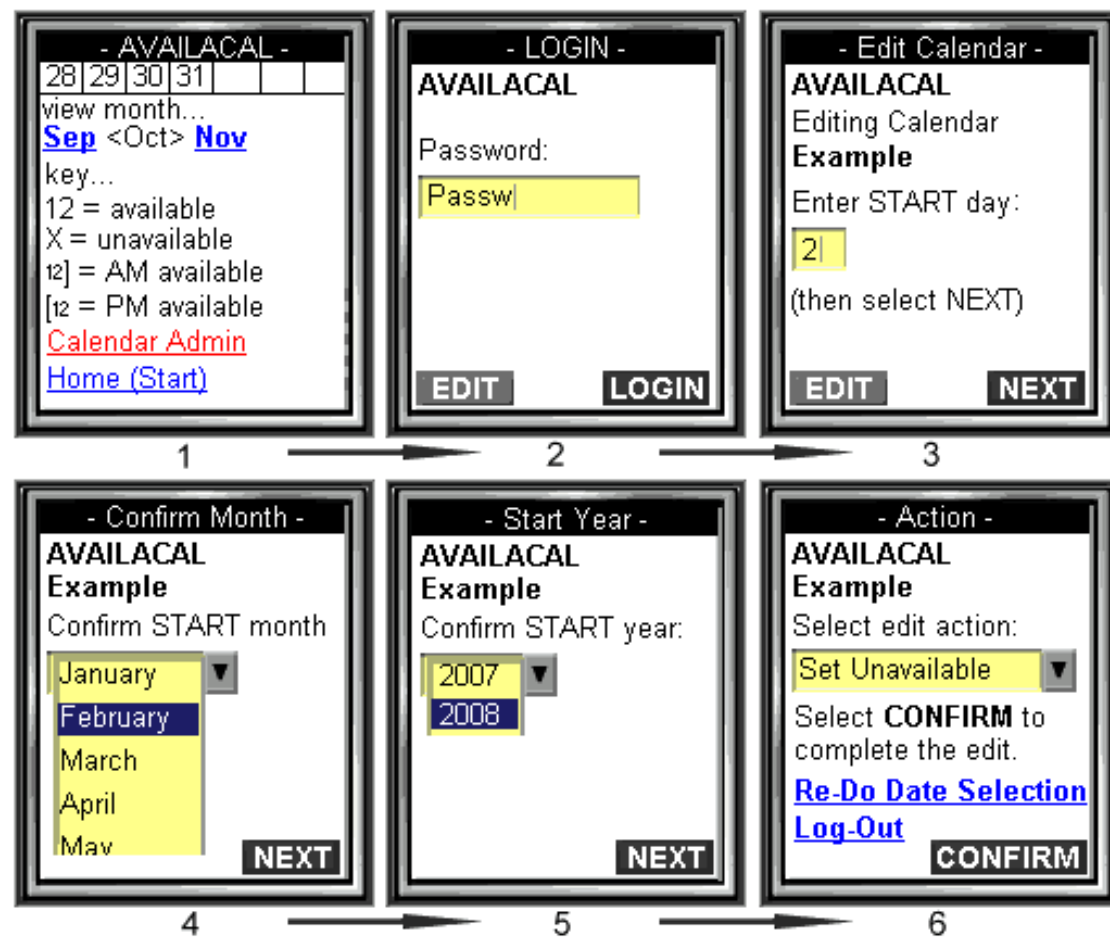 - AVAILACAL -
28 29 30 31
view month...
Sep <Oct> Nov
key...
12 = available
X = unavailable
12] = AM available
[12 = PM available
Calendar Admin
Home (Start)
1
- LOGIN -
AVAILACAL
Password:
Passw
EDIT LOGIN
2
- Edit Calendar -
AVAILACAL
Editing Calendar
Example
Enter START day:
2
(then select NEXT)
EDIT NEXT
3
- Confirm Month -
AVAILACAL
Example
Confirm START month
January
February
March
April
May
NEXT
4
- Start Year -
AVAILACAL
Example
Confirm START year:
2007
2008
NEXT
5
- Action -
AVAILACAL
Example
Select edit action:
Set Unavailable
Select CONFIRM to
complete the edit.
Re-Do Date Selection
Log-Out
CONFIRM
6